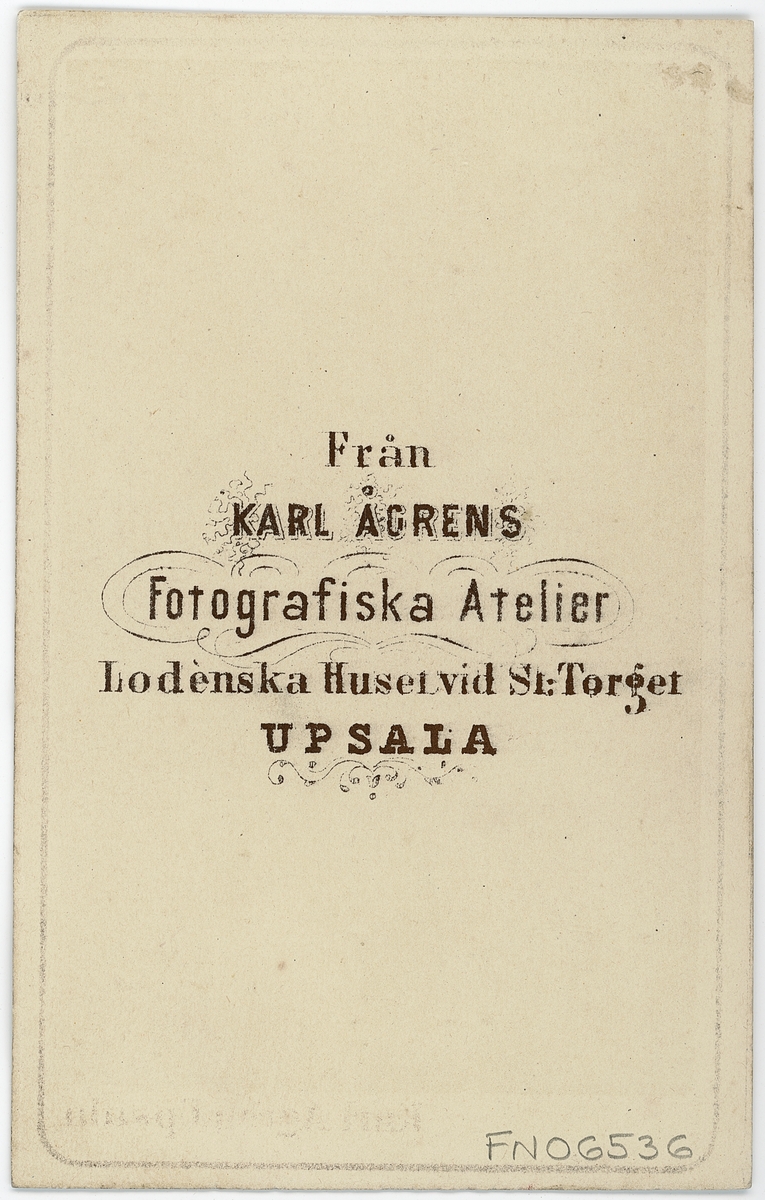 Från
KARL ÅGRENS
Fotografiska Atelier
Lodènska Huset vid St: Torget
UPSALA
FN06536